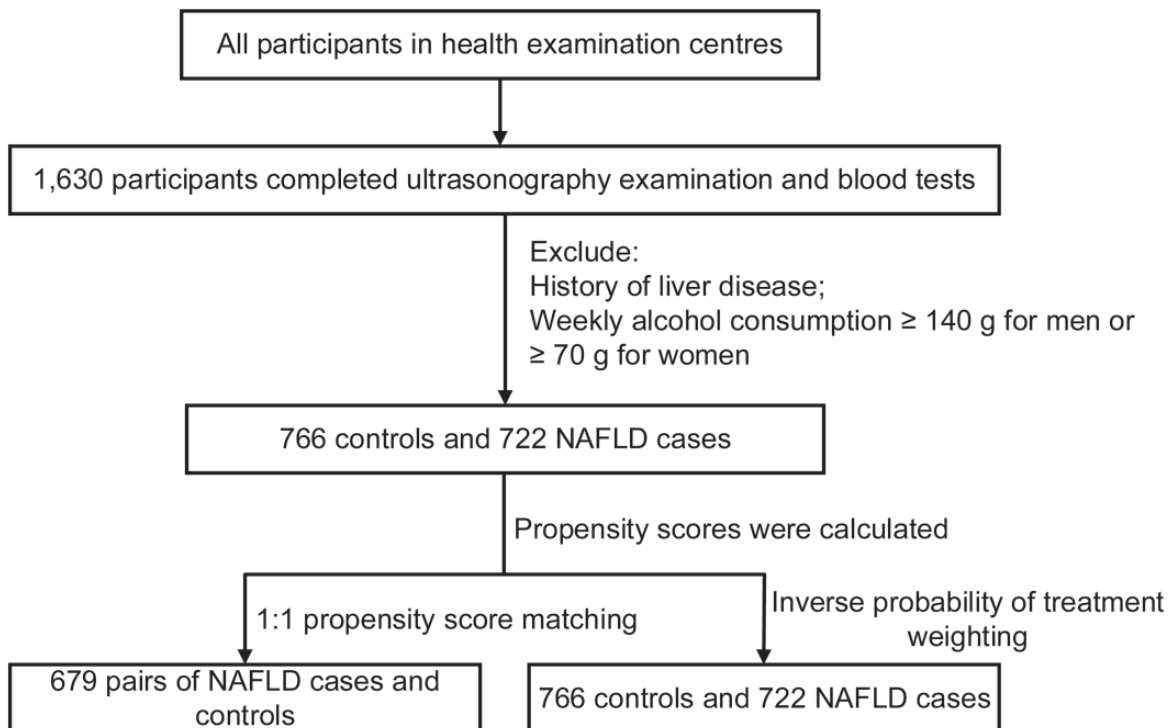 All participants in health examination centres
1,630 participants completed ultrasonography examination and blood tests
Exclude:
History of liver disease;
Weekly alcohol consumption ≥ 140 g for men or
≥ 70 g for women
766 controls and 722 NAFLD cases
Propensity scores were calculated
1:1 propensity score matching
Inverse probability of treatment
weighting
679 pairs of NAFLD cases and
controls
766 controls and 722 NAFLD cases